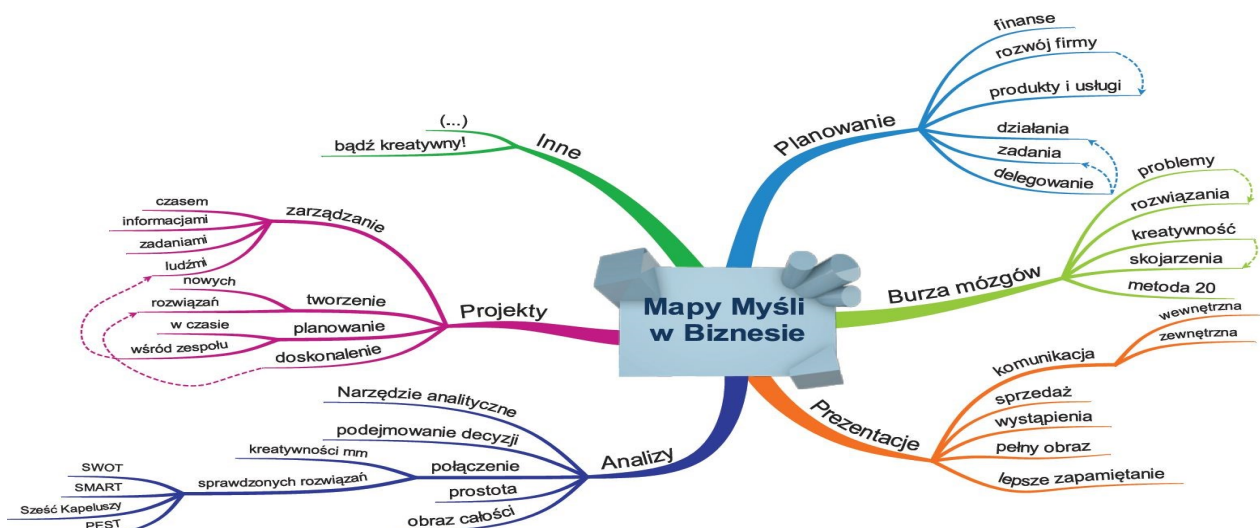 Mapy Myśli
w Biznesie
Planowanie
finanse
rozwój firmy
produkty i usługi
działania
zadania
delegowanie
Burza mózgów
problemy
rozwiązania
kreatywność
skojarzenia
metoda 20
Prezentacje
komunikacja
wewnętrzna
zewnętrzna
sprzedaż
wystąpienia
pełny obraz
lepsze zapamiętanie
Analizy
Narzędzie analityczne
podejmowanie decyzji
połączenie
kreatywności mm
sprawdzonych rozwiązań
SWOT
SMART
Sześć Kapeluszy
PEST
prostota
obraz całości
Projekty
zarządzanie
czasem
informacjami
zadaniami
ludźmi
tworzenie
nowych
rozwiązań
planowanie
w czasie
wśród zespołu
doskonalenie
Inne
(...)
bądź kreatywny!